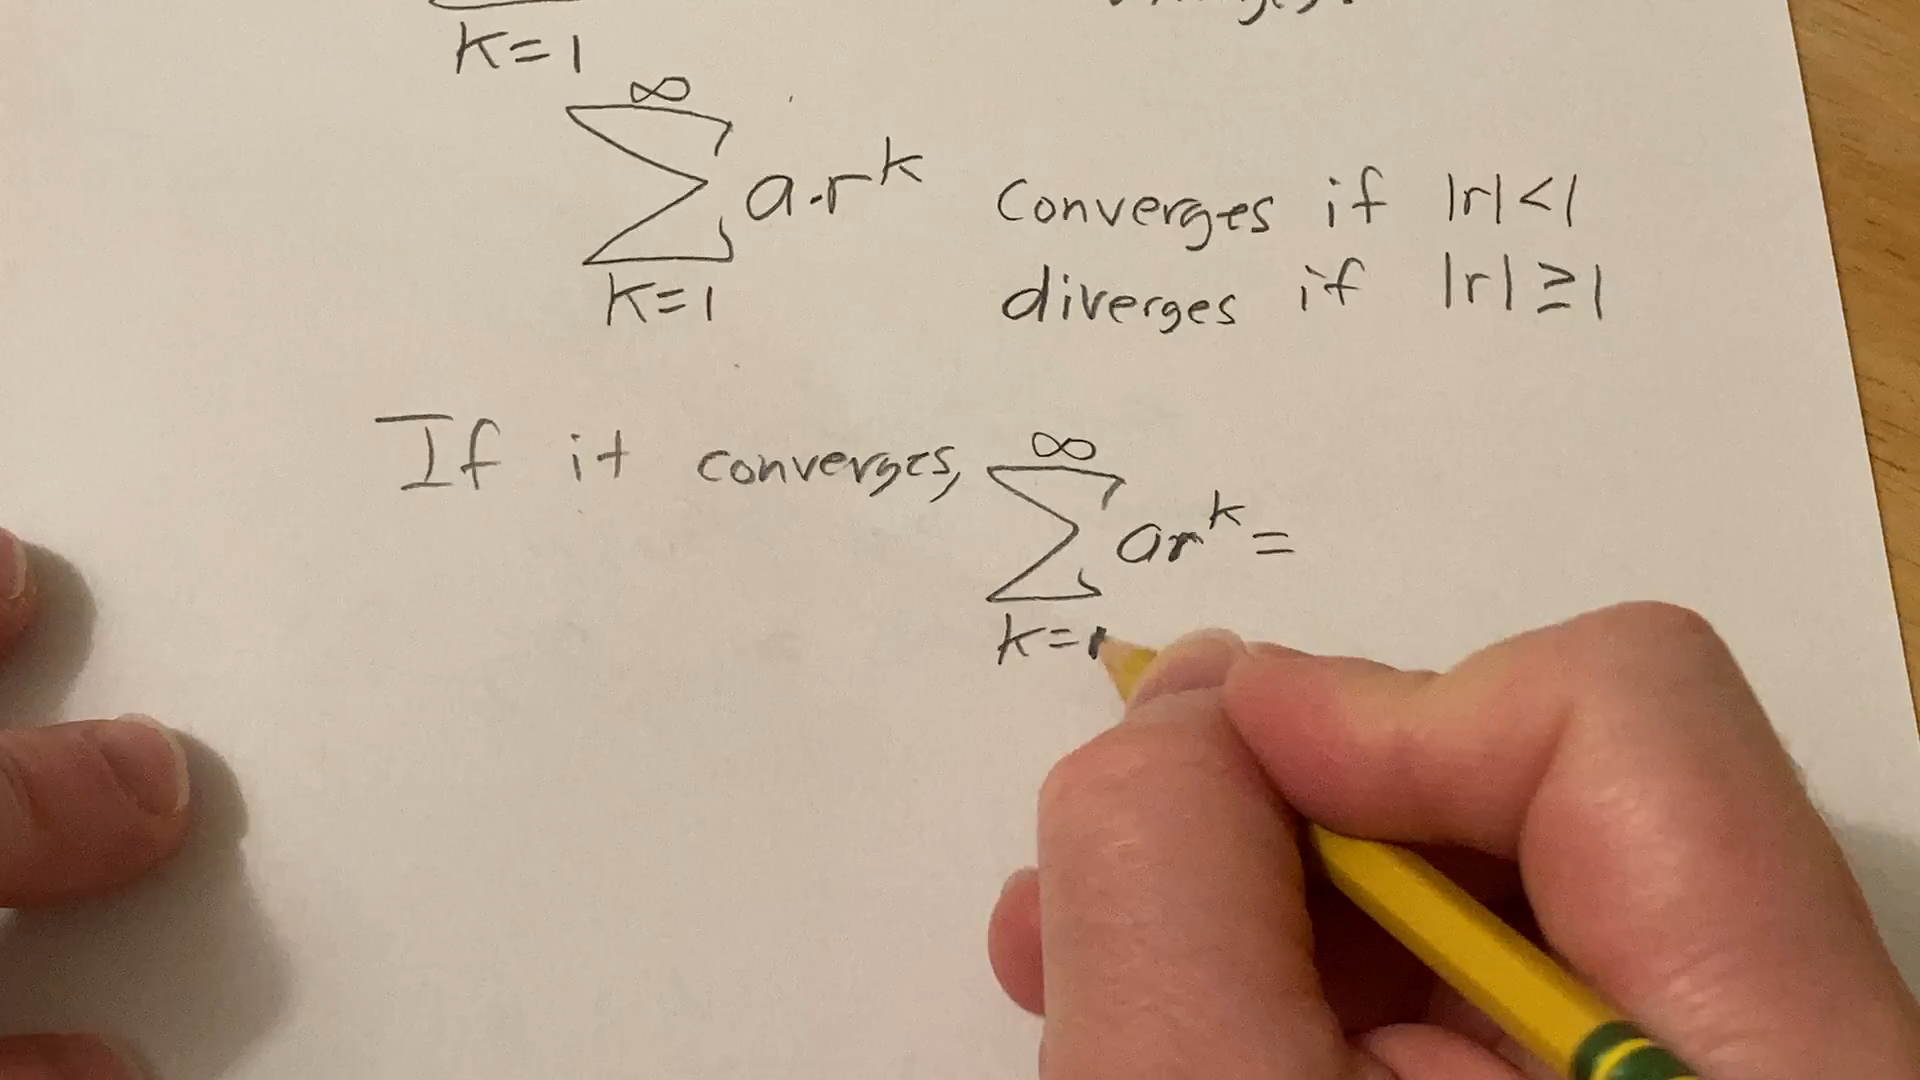 K=1
∞
∑ a·r^k converges if |r|<1
K=1 diverges if |r|≥1
If it converges, ∞
∑ ar^k =
k=